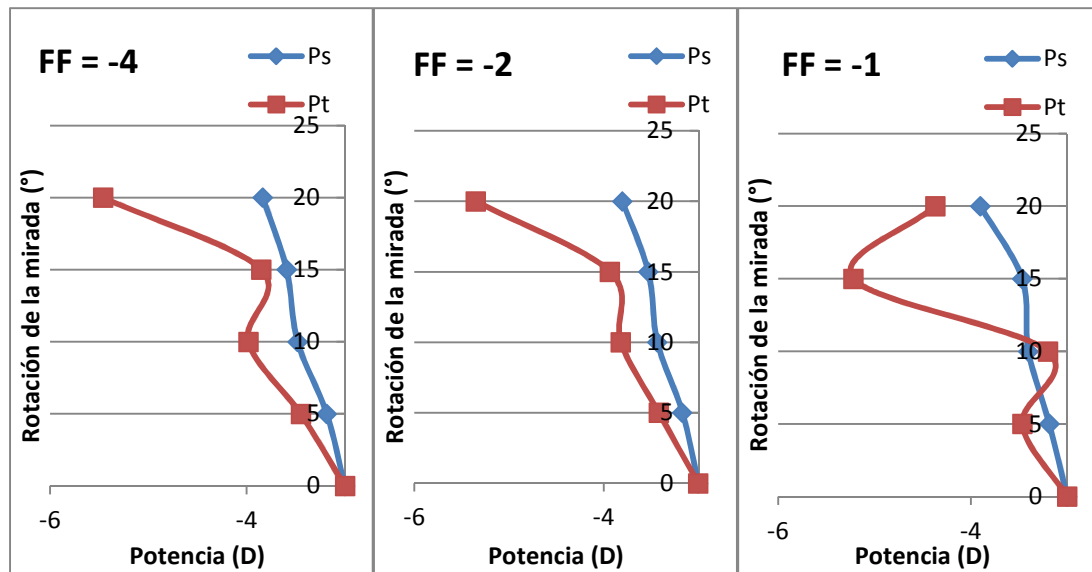 FF = -4
Ps
Pt
Rotación de la mirada (°)
25
20
15
10
5
0
-6
-4
Potencia (D)
FF = -2
Ps
Pt
Rotación de la mirada (°)
25
20
15
10
5
0
-6
-4
Potencia (D)
FF = -1
Ps
Pt
Rotación de la mirada (°)
25
20
15
10
5
0
-6
-4
Potencia (D)